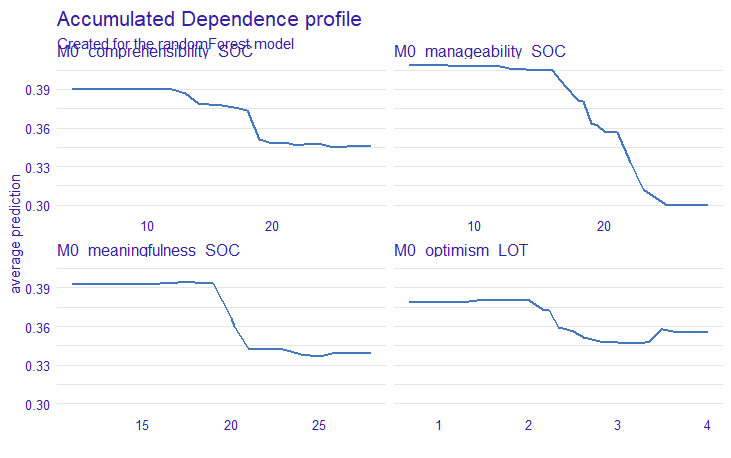 Accumulated Dependence profile
Created for the randomForest model
M0_comprehensibility_SOC
M0_manageability_SOC
0.39
0.36
0.33
0.30
10
20
10
20
average prediction
M0_meaningfulness_SOC
M0_optimism_LOT
0.39
0.36
0.33
0.30
15
20
25
1
2
3
4